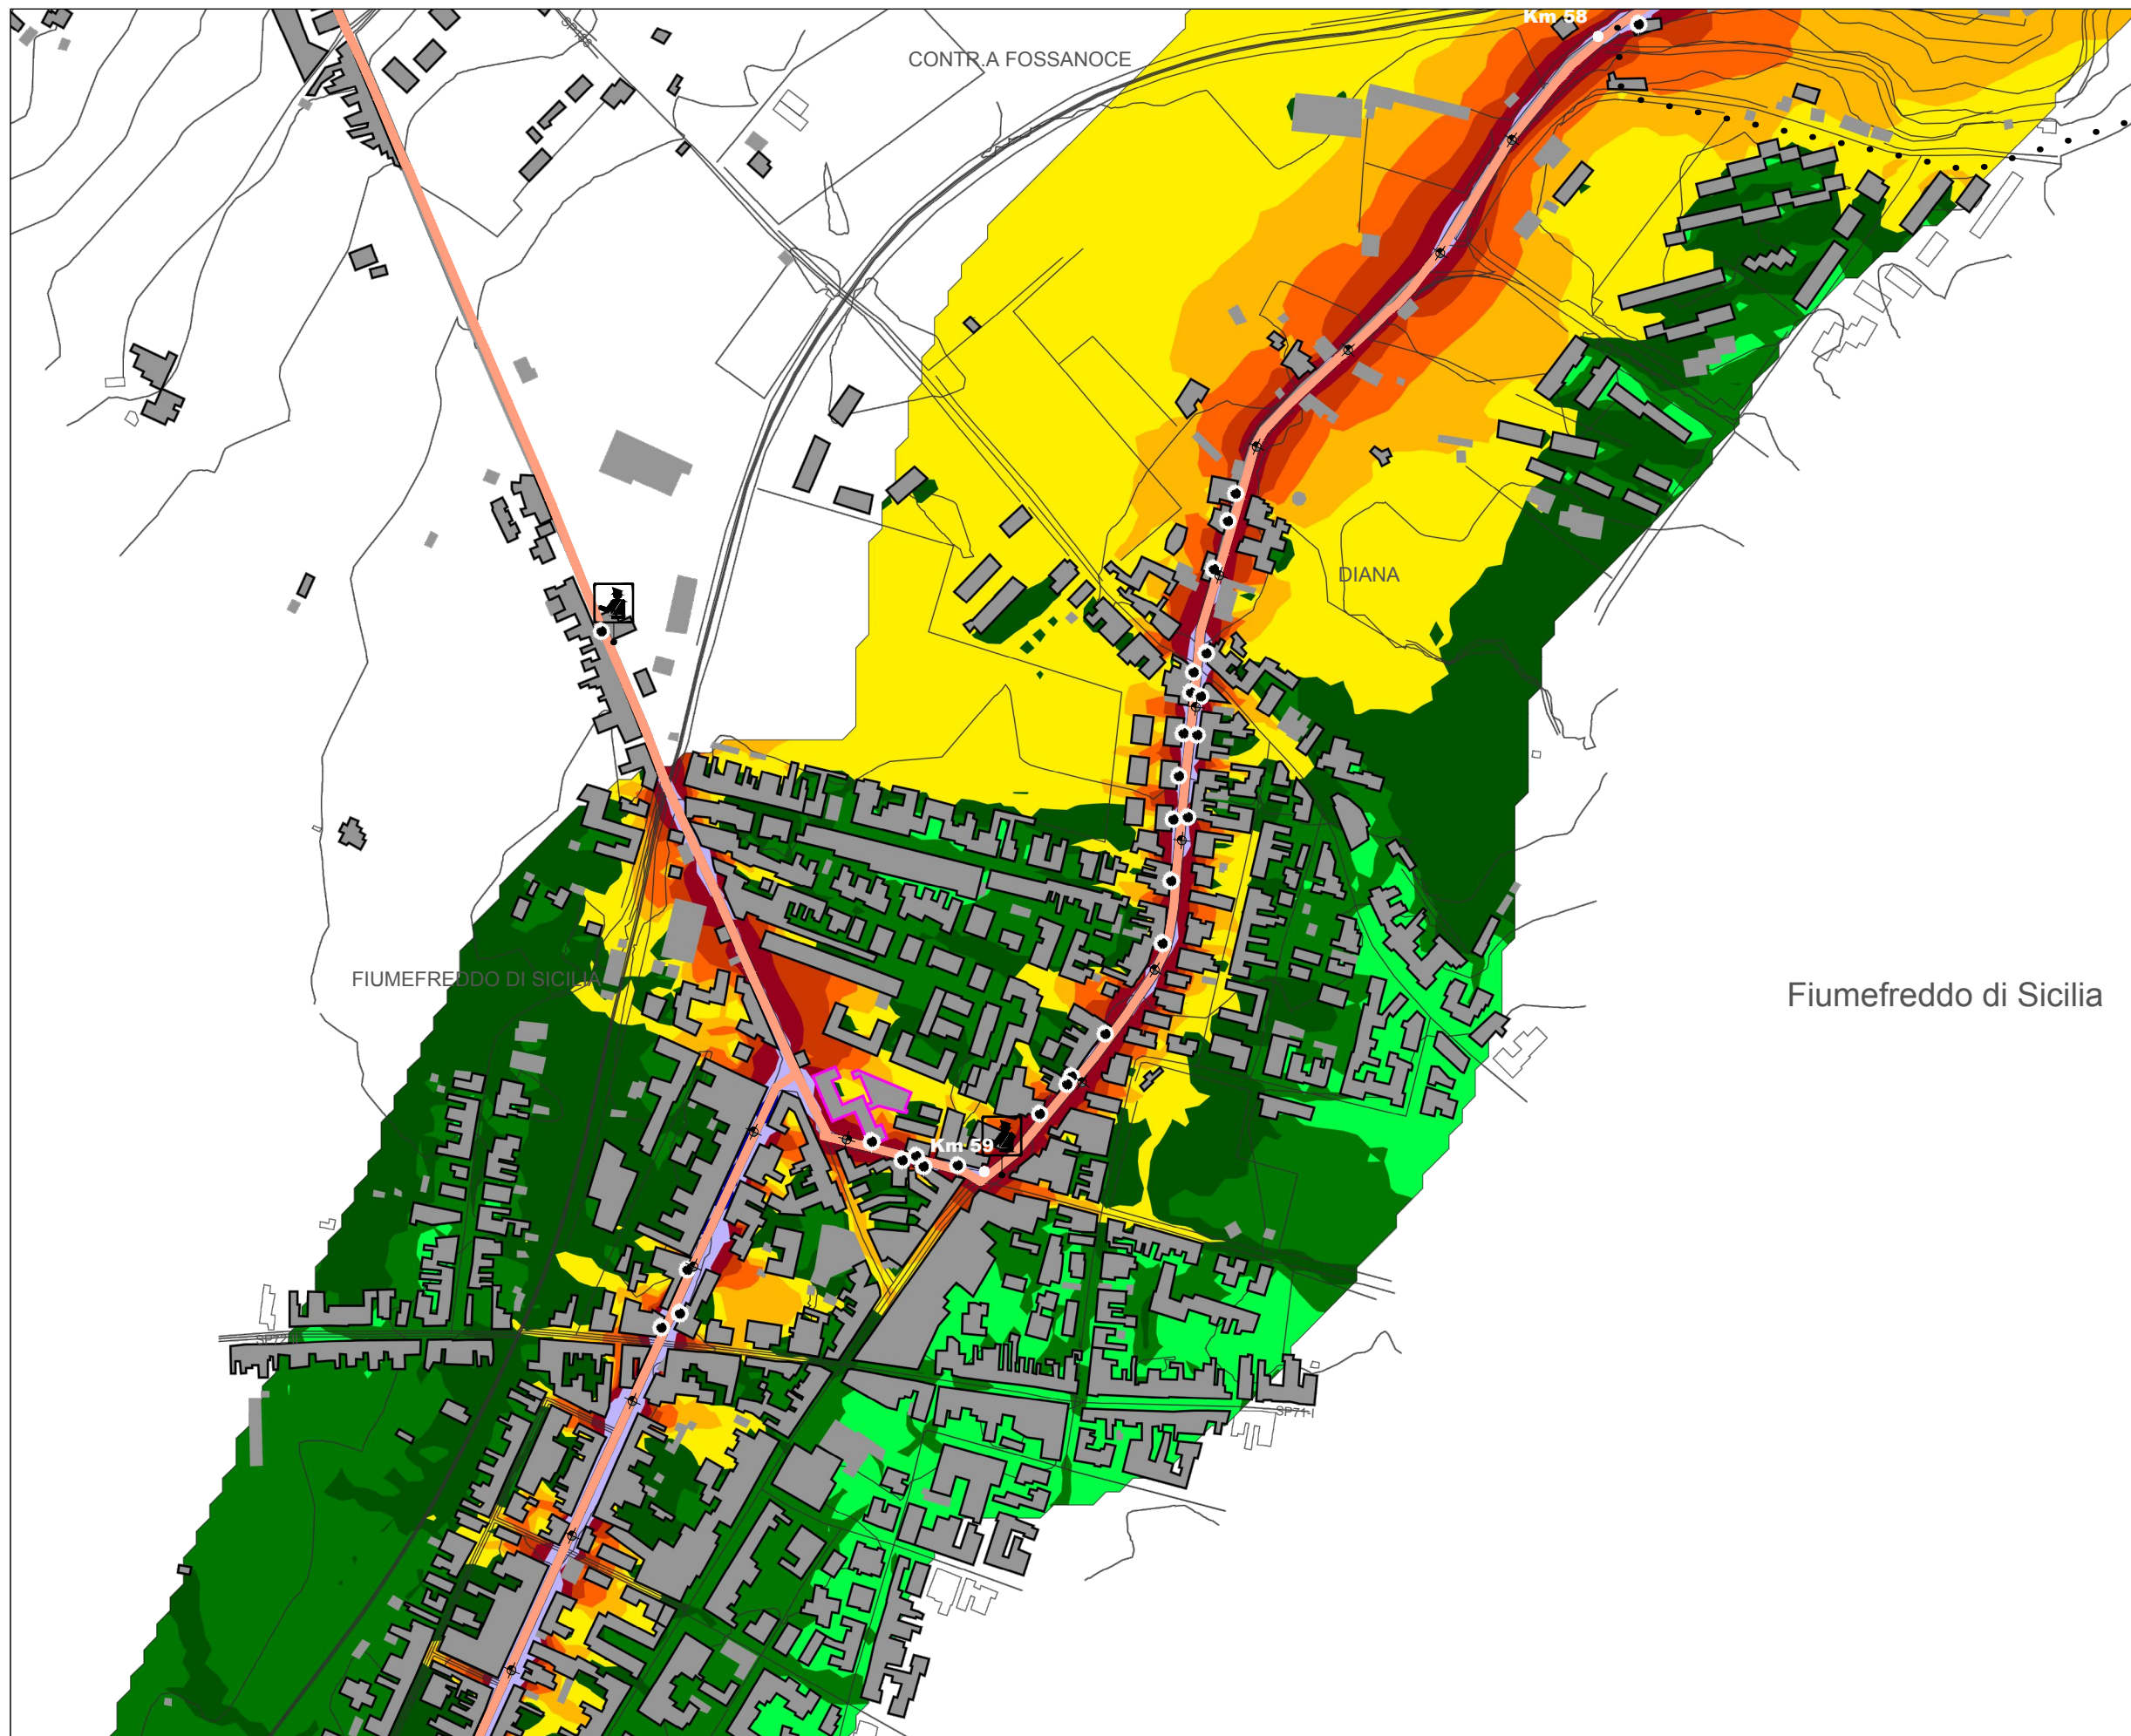 Km 58
CONTR.A FOSSANOCE
DIANA
FIUMEFREDDO DI SICILIA
Fiumefreddo di Sicilia
Km 59
SP71-I